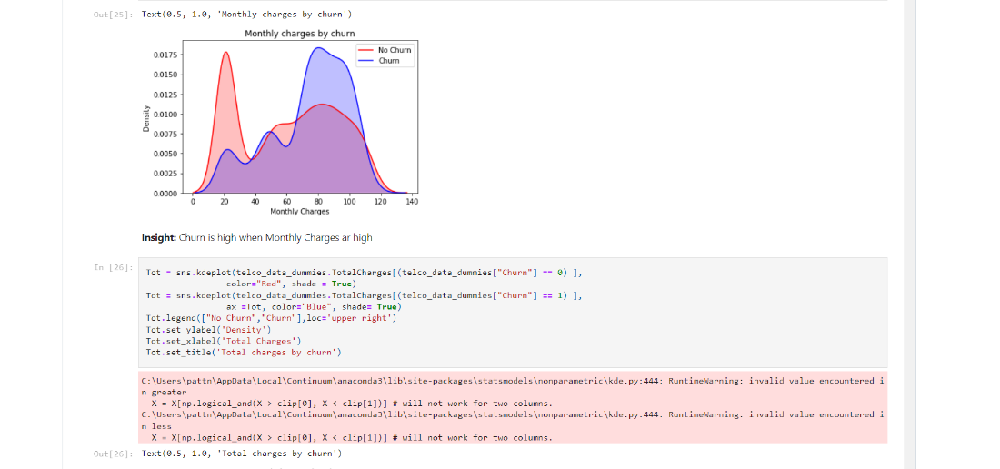 Out[25]: Text(0.5, 1.0, 'Monthly charges by churn')
Monthly charges by churn
No Churn
Churn
0.0175
0.0150
0.0125
0.0100
0.0075
0.0050
0.0025
0.0000
Density
0 20 40 60 80 100 120 140
Monthly Charges
Insight: Churn is high when Monthly Charges ar high
In [26]:
Tot = sns.kdeplot(telco_data_dummies.TotalCharges[(telco_data_dummies["Churn"] == 0) ],
color="Red", shade = True)
Tot = sns.kdeplot(telco_data_dummies.TotalCharges[(telco_data_dummies["Churn"] == 1) ],
ax =Tot, color="Blue", shade= True)
Tot.legend(["No Churn","Churn"],loc='upper right')
Tot.set_ylabel('Density')
Tot.set_xlabel('Total Charges')
Tot.set_title('Total charges by churn')
C:\Users\pattn\AppData\Local\Continuum\anaconda3\lib\site-packages\statsmodels\nonparametric\kde.py:444: RuntimeWarning: invalid value encountered i
n greater
X = X[np.logical_and(X > clip[0], X < clip[1])] # will not work for two columns.
C:\Users\pattn\AppData\Local\Continuum\anaconda3\lib\site-packages\statsmodels\nonparametric\kde.py:444: RuntimeWarning: invalid value encountered i
n less
X = X[np.logical_and(X > clip[0], X < clip[1])] # will not work for two columns.
Out[26]: Text(0.5, 1.0, 'Total charges by churn')